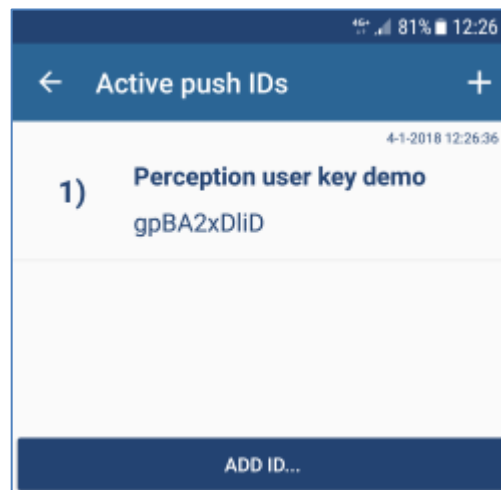 4G+ 81% 12:26
Active push IDs
4-1-2018 12:26:36
1) Perception user key demo
gpBA2xDliD
ADD ID...